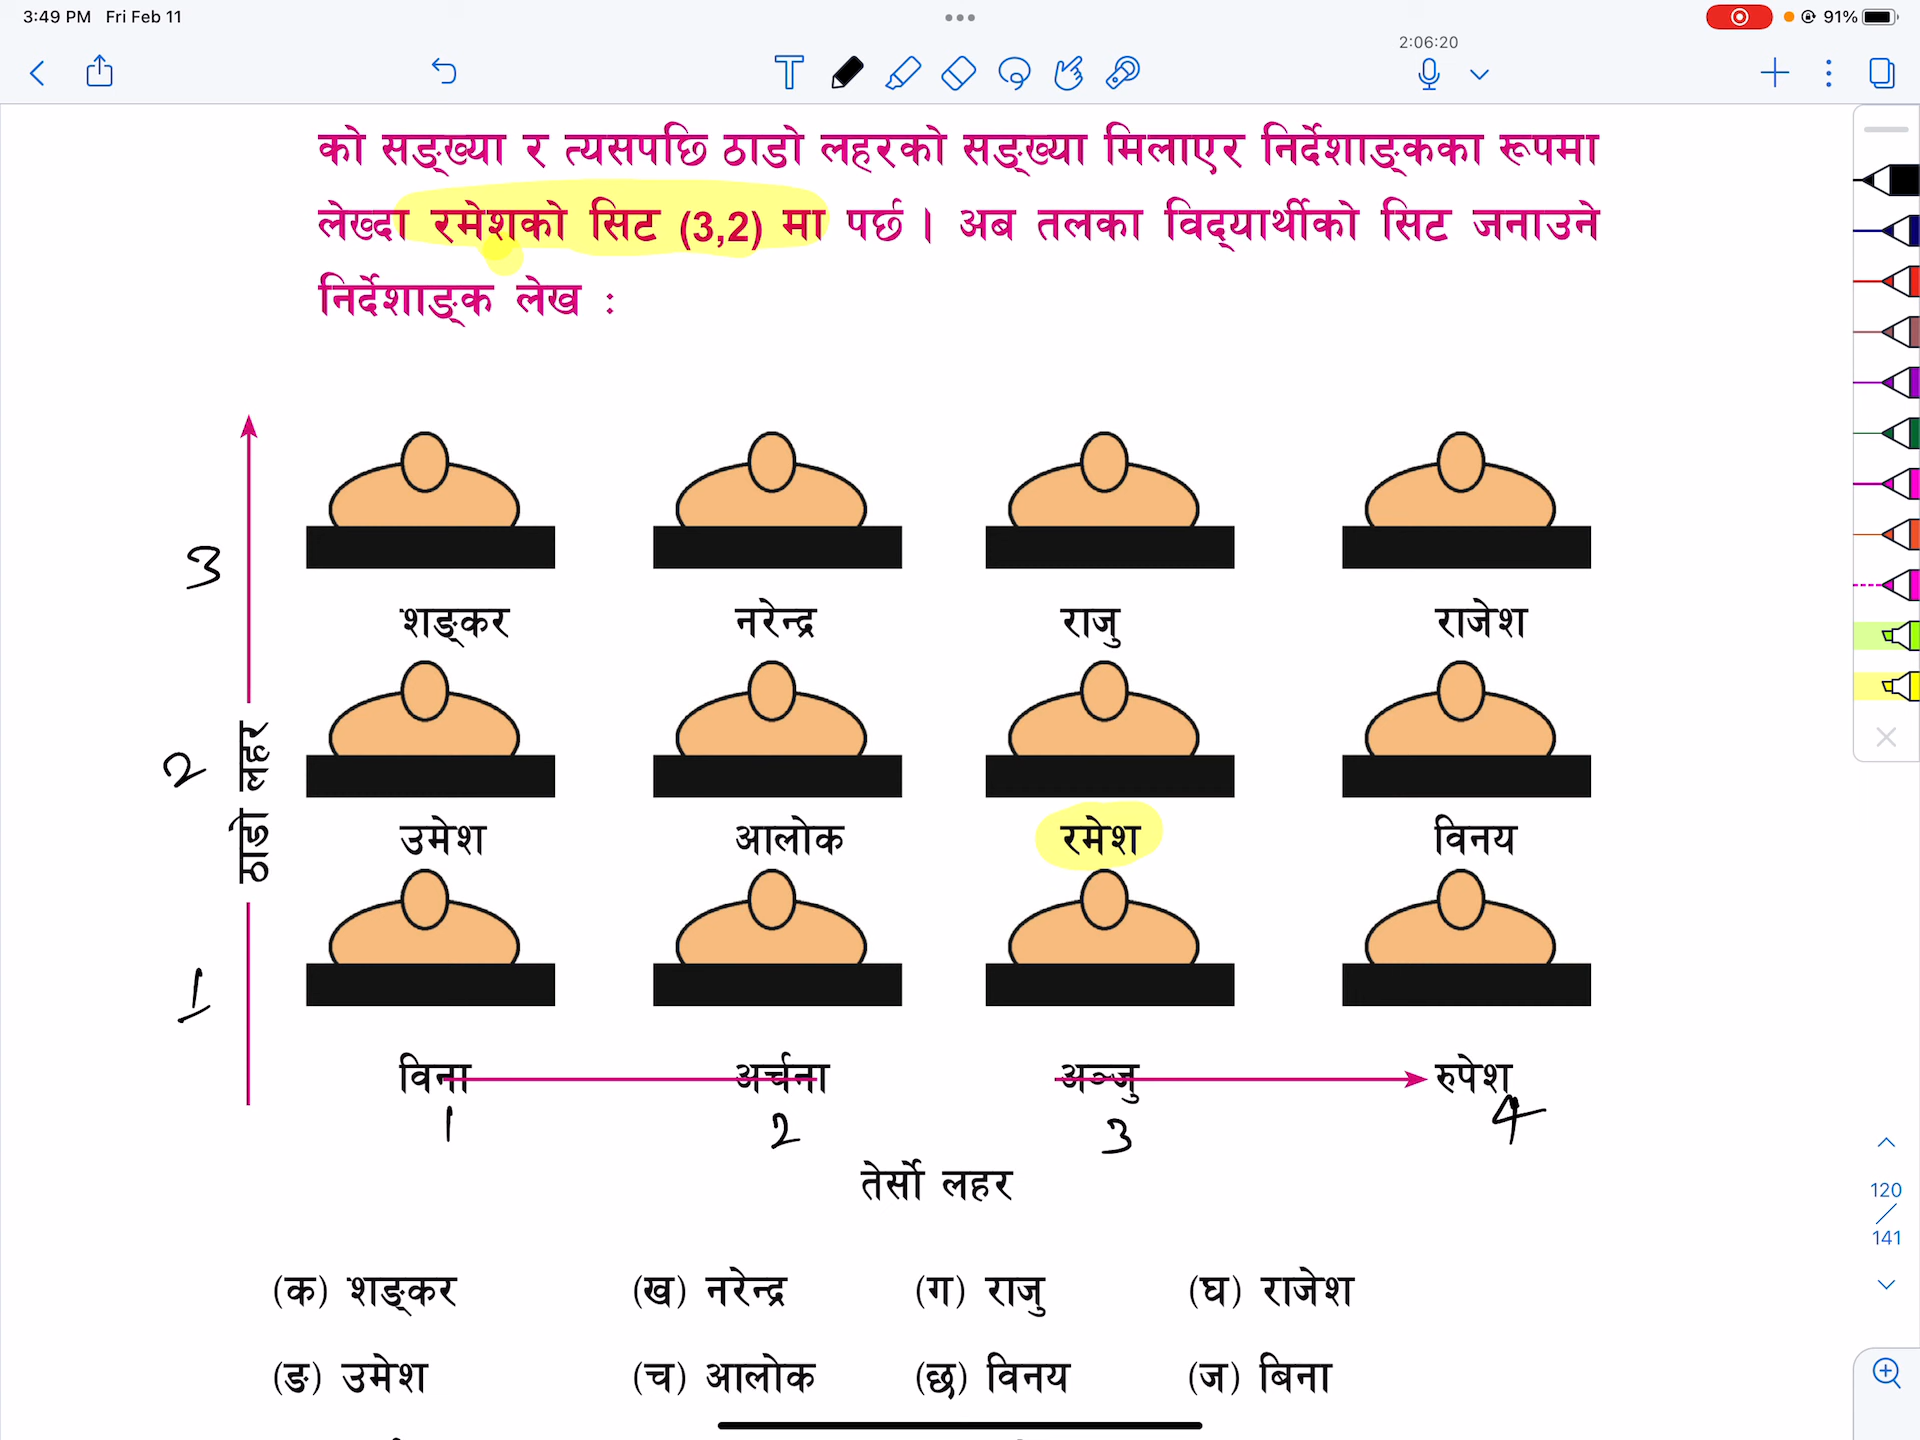 3:49 PM Fri Feb 11
91%
2:06:20
को सङ्ख्या र त्यसपछि ठाडो लहरको सङ्ख्या मिलाएर निर्देशाङ्कका रूपमा
लेख्दा रमेशको सिट (3,2) मा पर्छ । अब तलका विद्यार्थीको सिट जनाउने
निर्देशाङ्क लेख :
3
शङ्कर नरेन्द्र राजु राजेश
2
ठाडो लहर
उमेश आलोक रमेश विनय
1
विना अर्चना अञ्जु रुपेश
1 2 3 4
तेर्सो लहर
120
141
(क) शङ्कर (ख) नरेन्द्र (ग) राजु (घ) राजेश
(ङ) उमेश (च) आलोक (छ) विनय (ज) बिना